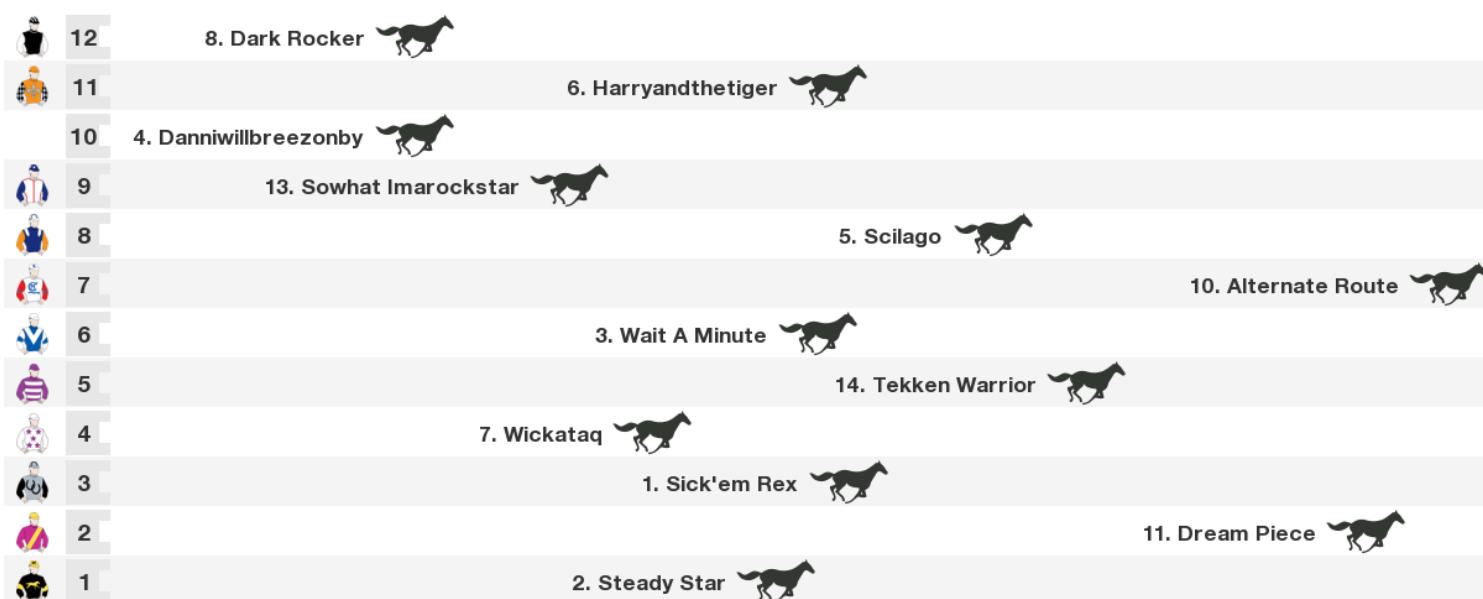 12 8. Dark Rocker
11 6. Harryandthetiger
10 4. Danniwillbreezonby
9 13. Sowhat Imarockstar
8 5. Scilago
7 10. Alternate Route
6 3. Wait A Minute
5 14. Tekken Warrior
4 7. Wickataq
3 1. Sick'em Rex
2 11. Dream Piece
1 2. Steady Star